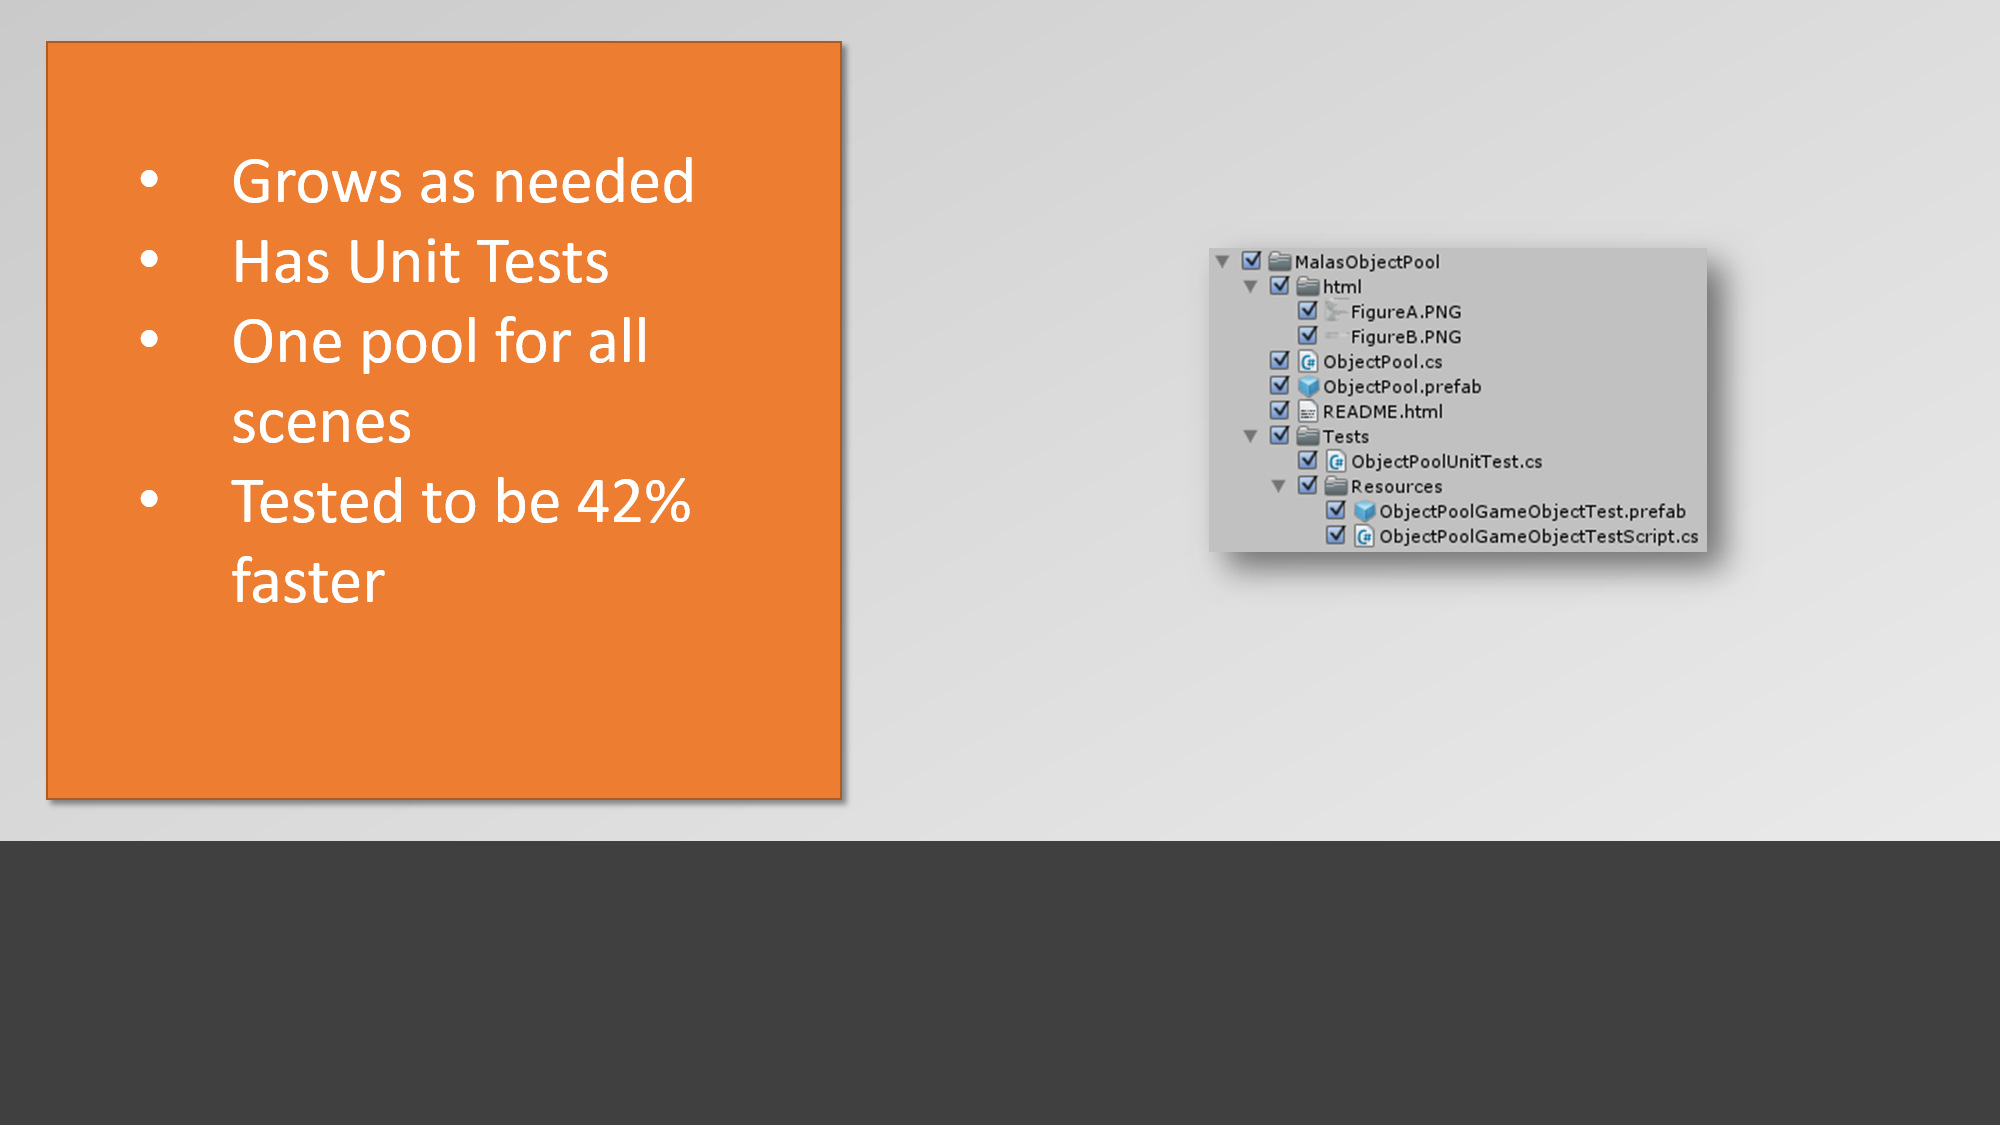 • Grows as needed
• Has Unit Tests
• One pool for all
scenes
• Tested to be 42%
faster
MalasObjectPool
html
FigureA.PNG
FigureB.PNG
ObjectPool.cs
ObjectPool.prefab
README.html
Tests
ObjectPoolUnitTest.cs
Resources
ObjectPoolGameObjectTest.prefab
ObjectPoolGameObjectTestScript.cs